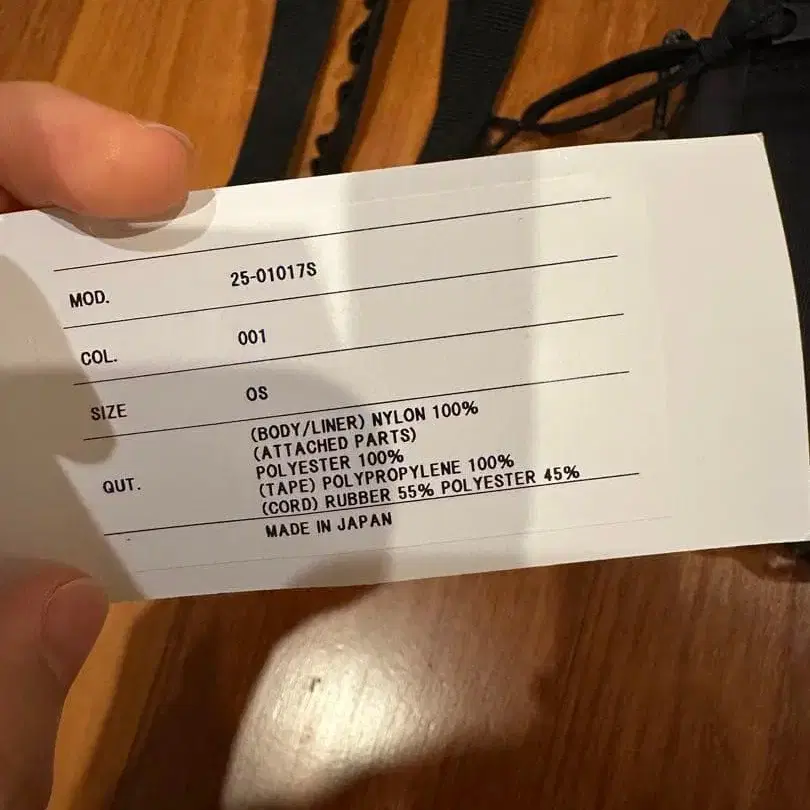 MOD. 25-01017S
COL. 001
SIZE OS
(BODY/LINER) NYLON 100%
(ATTACHED PARTS)
QUT. POLYESTER 100%
(TAPE) POLYPROPYLENE 100%
(CORD) RUBBER 55% POLYESTER 45%
MADE IN JAPAN